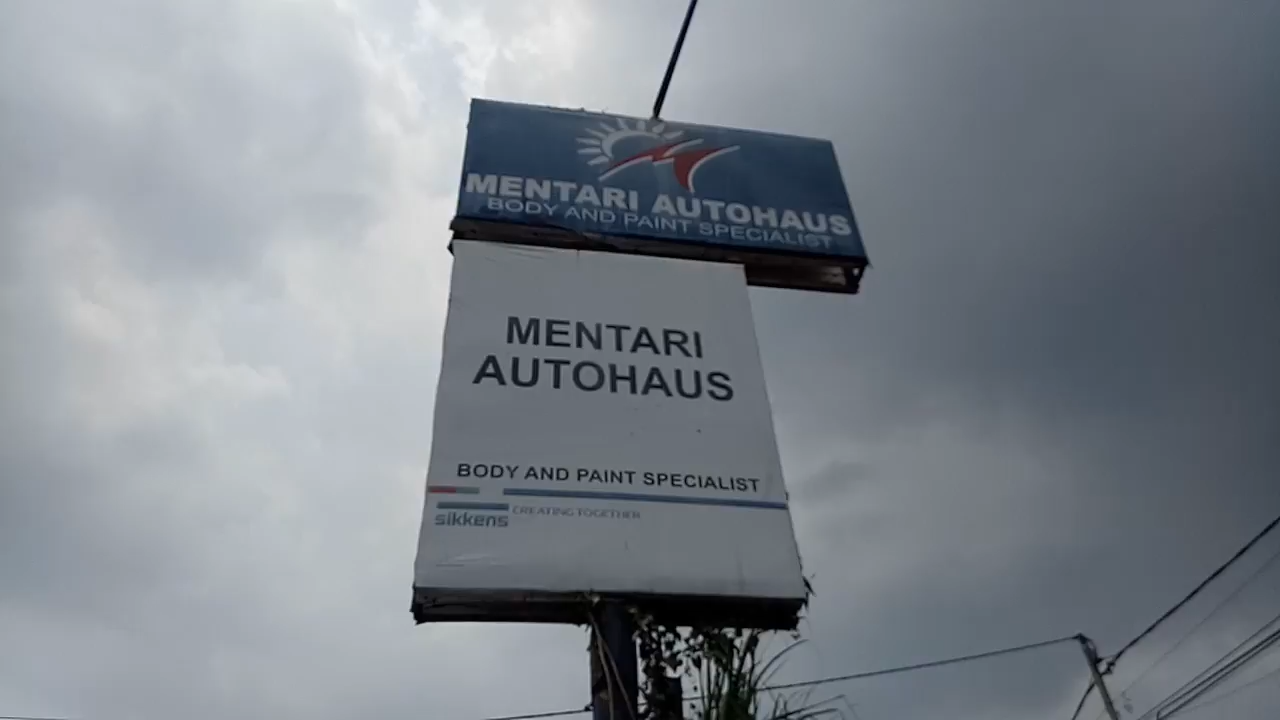 MENTARI AUTOHAUS
BODY AND PAINT SPECIALIST
MENTARI
AUTOHAUS
BODY AND PAINT SPECIALIST
sikkens CREATING TOGETHER